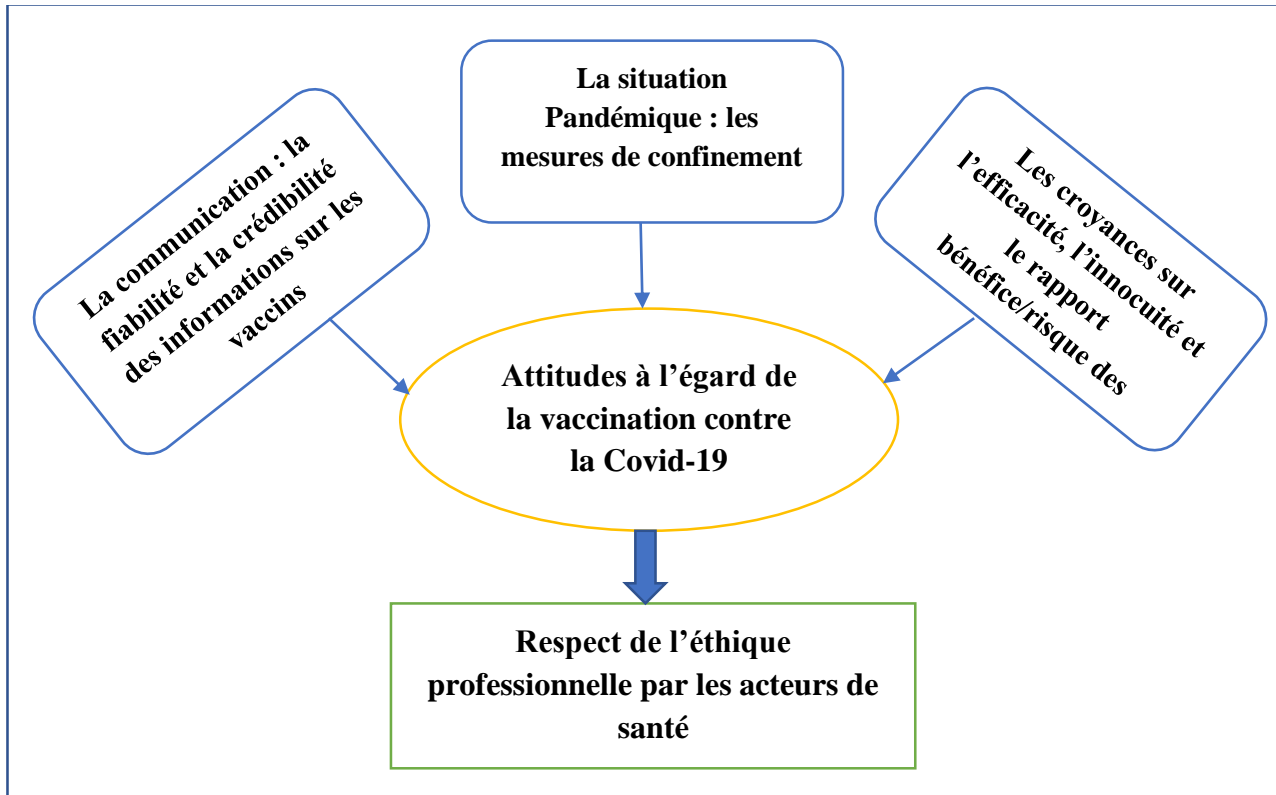 La communication : la
fiabilité et la crédibilité
des informations sur les
vaccins
La situation
Pandémique : les
mesures de confinement
Les croyances sur
l’efficacité, l’innocuité et
le rapport
bénéfice/risque des
Attitudes à l’égard de
la vaccination contre
la Covid-19
Respect de l’éthique
professionnelle par les acteurs de
santé